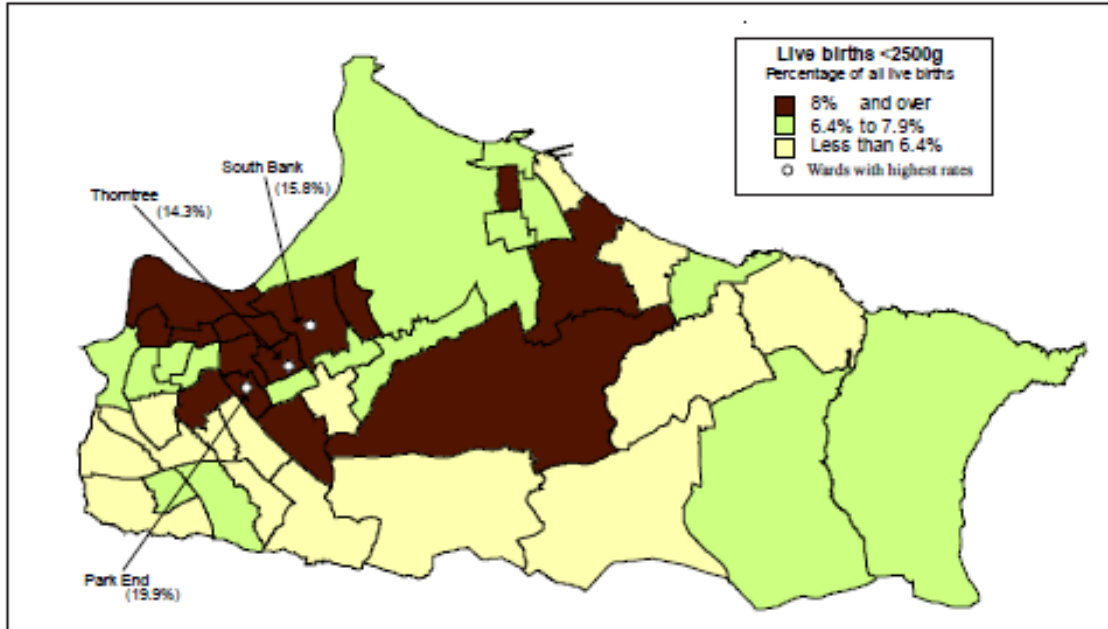 Live births <2500g
Percentage of all live births
8% and over
6.4% to 7.9%
Less than 6.4%
Wards with highest rates
South Bank
(15.8%)
Thorntree
(14.3%)
Park End
(19.9%)